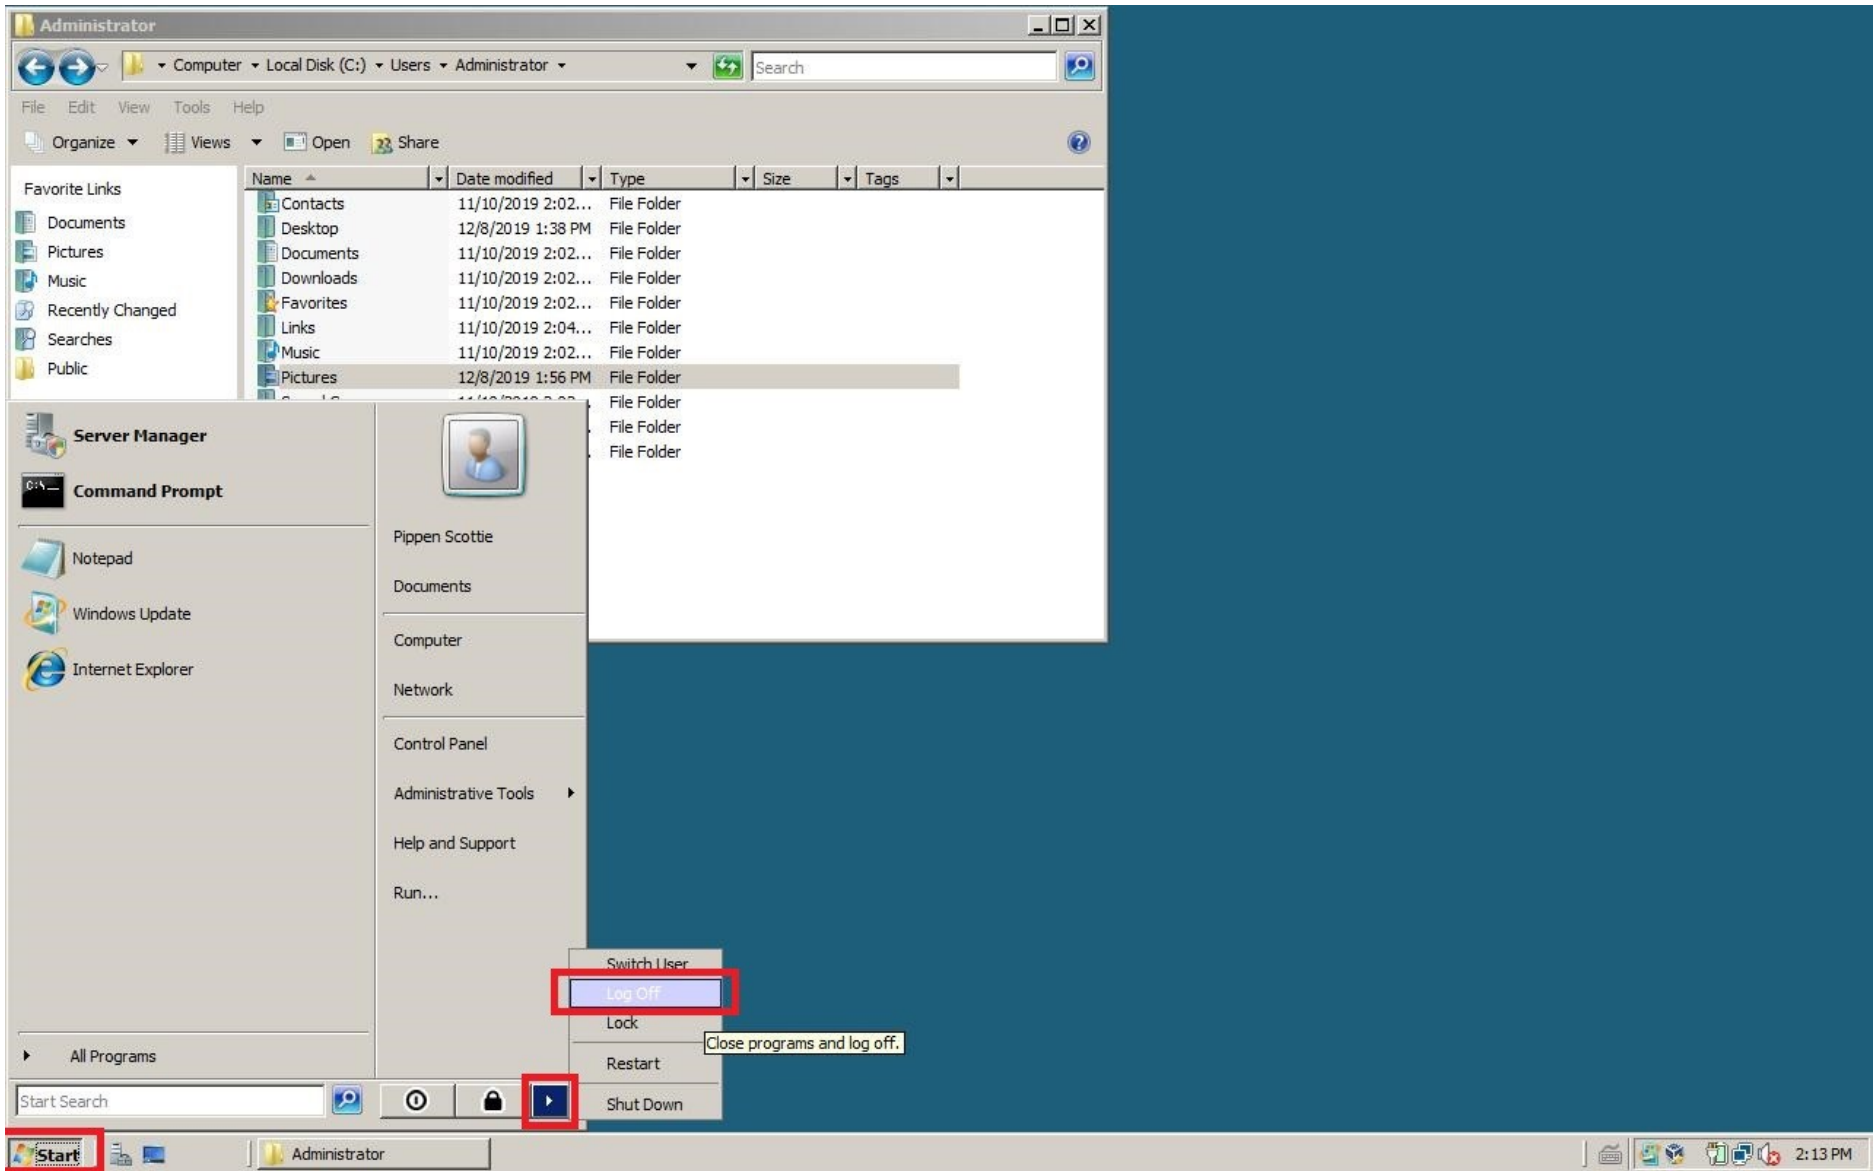 Administrator
Computer Local Disk (C:) Users Administrator Search
File Edit View Tools Help
Organize Views Open Share
Favorite Links
Documents
Pictures
Music
Recently Changed
Searches
Public
Name Date modified Type Size Tags
Contacts 11/10/2019 2:02... File Folder
Desktop 12/8/2019 1:38 PM File Folder
Documents 11/10/2019 2:02... File Folder
Downloads 11/10/2019 2:02... File Folder
Favorites 11/10/2019 2:02... File Folder
Links 11/10/2019 2:04... File Folder
Music 11/10/2019 2:02... File Folder
Pictures 12/8/2019 1:56 PM File Folder
File Folder
File Folder
File Folder
Server Manager
Command Prompt
Notepad
Windows Update
Internet Explorer
All Programs
Start Search
Pippen Scottie
Documents
Computer
Network
Control Panel
Administrative Tools
Help and Support
Run...
Switch User
Log Off
Lock
Close programs and log off.
Restart
Shut Down
Start Administrator 2:13 PM